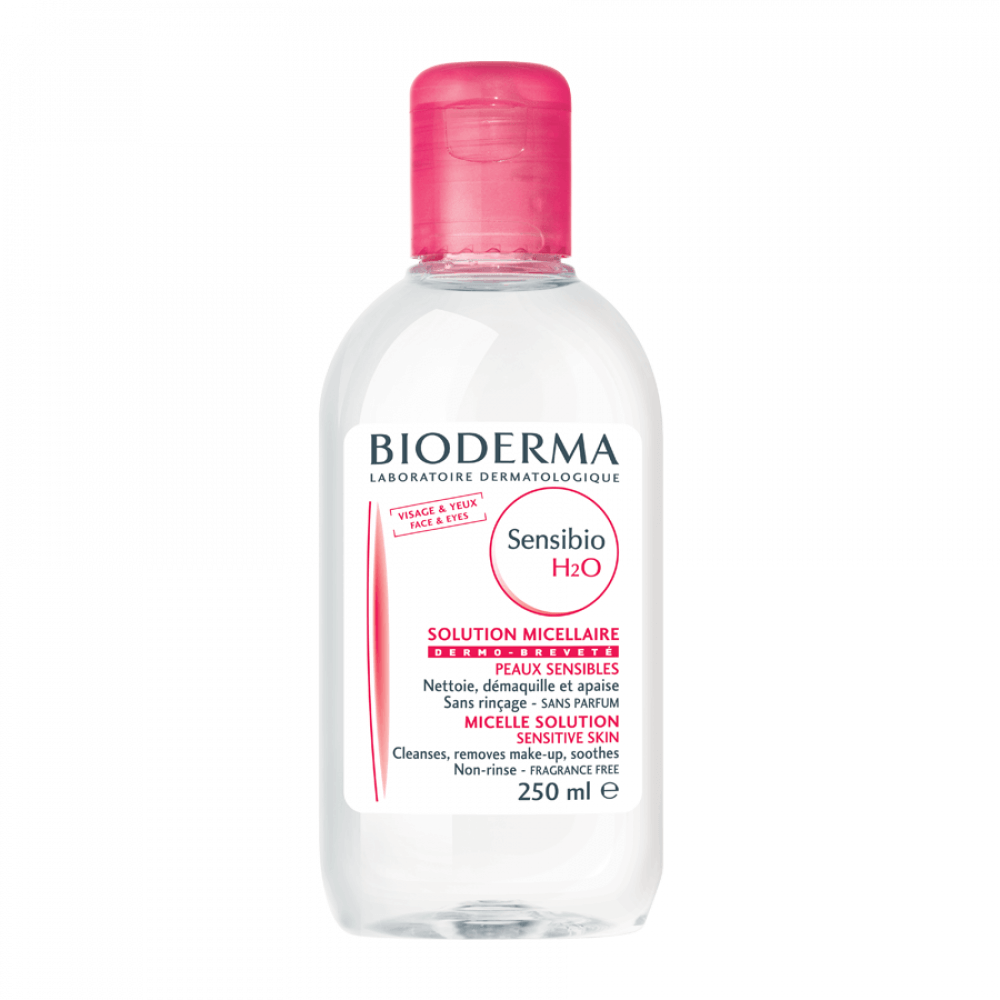 BIODERMA
LABORATOIRE DERMATOLOGIQUE
VISAGE & YEUX
FACE & EYES
Sensibio
H2O
SOLUTION MICELLAIRE
DERMO-BREVETÉ
PEAUX SENSIBLES
Nettoie, démaquille et apaise
Sans rinçage - SANS PARFUM
MICELLE SOLUTION
SENSITIVE SKIN
Cleanses, removes make-up, soothes
Non-rinse - FRAGRANCE FREE
250 ml ℮